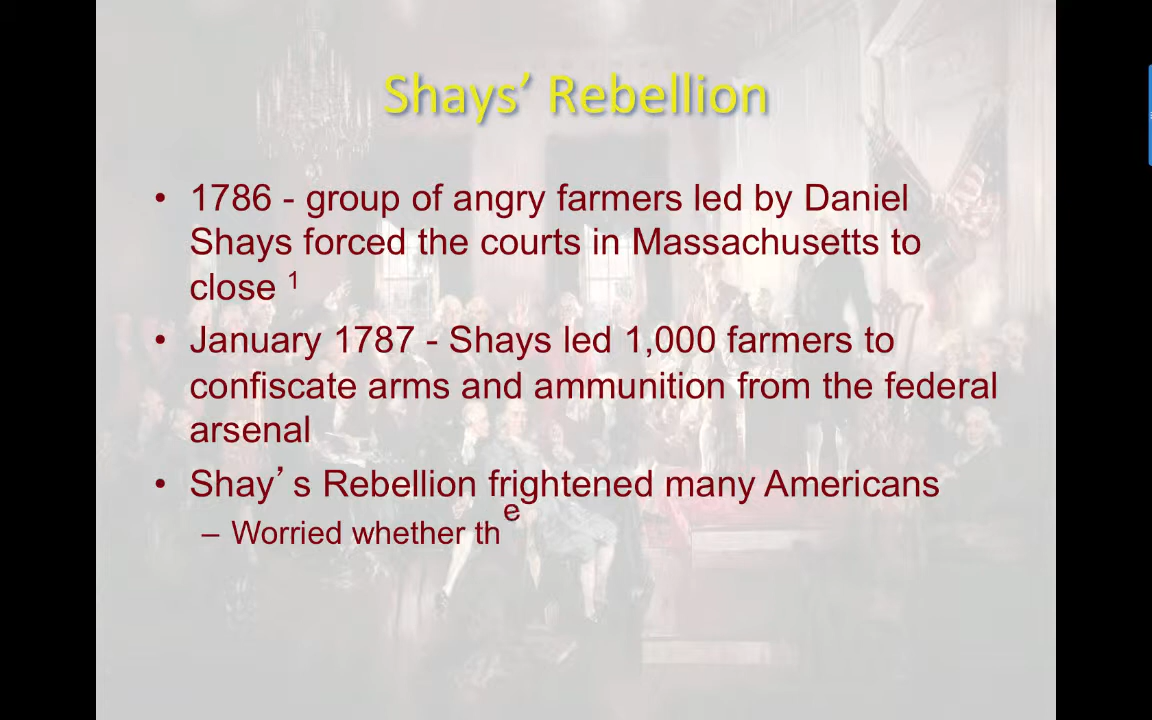 Shays’ Rebellion
• 1786 - group of angry farmers led by Daniel
Shays forced the courts in Massachusetts to
close 1
• January 1787 - Shays led 1,000 farmers to
confiscate arms and ammunition from the federal
arsenal
• Shay’s Rebellion frightened many Americans
– Worried whether the